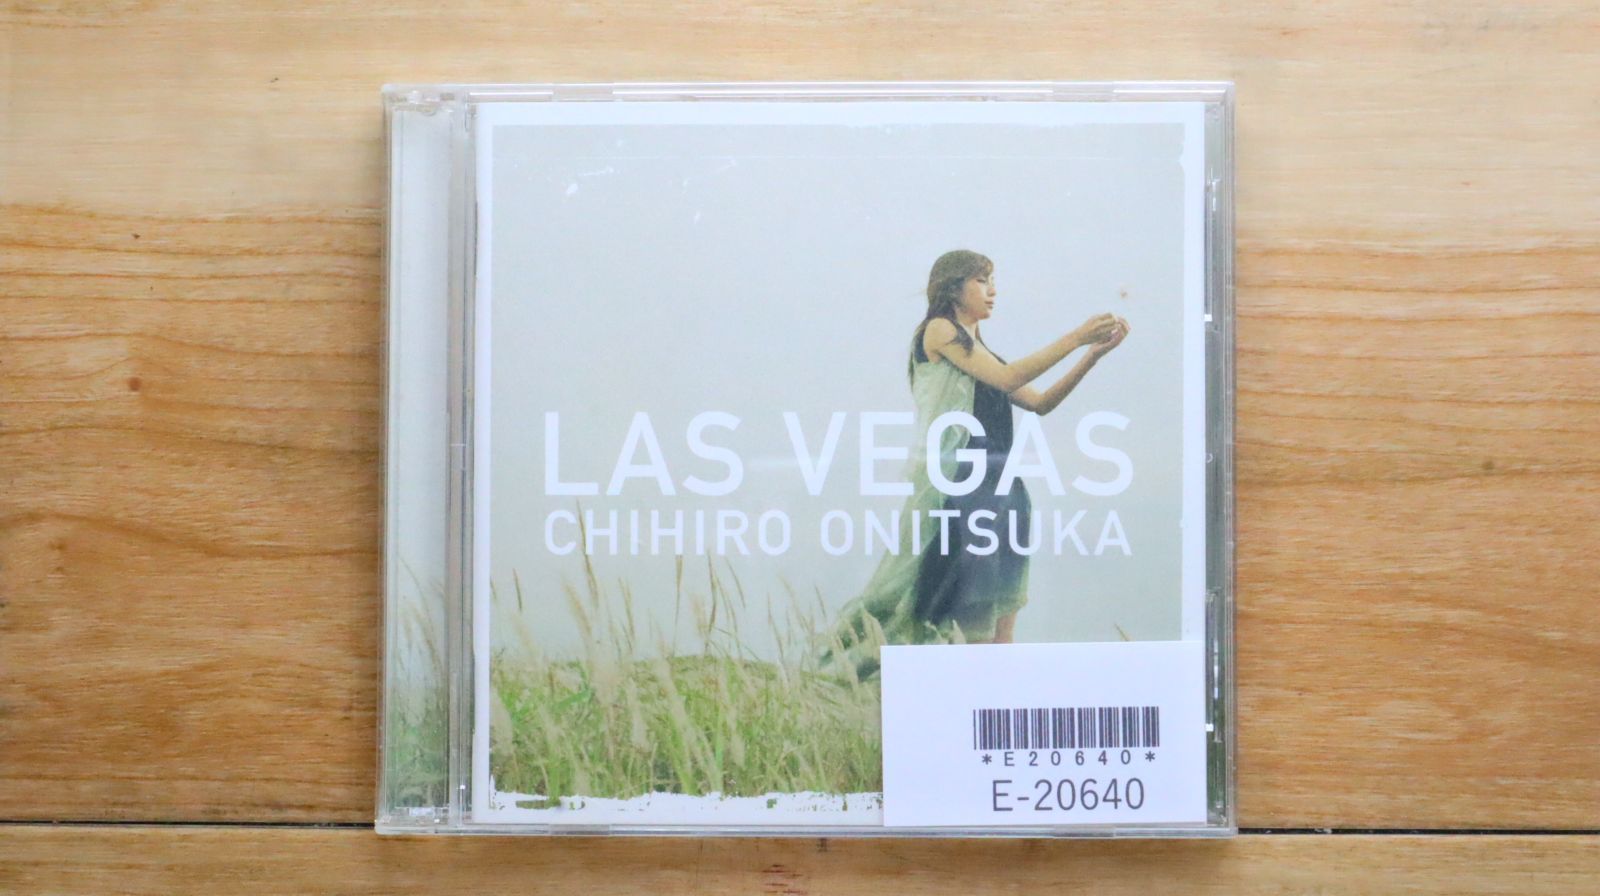 LAS VEGAS
CHIHIRO ONITSUKA
*E20640*
E-20640